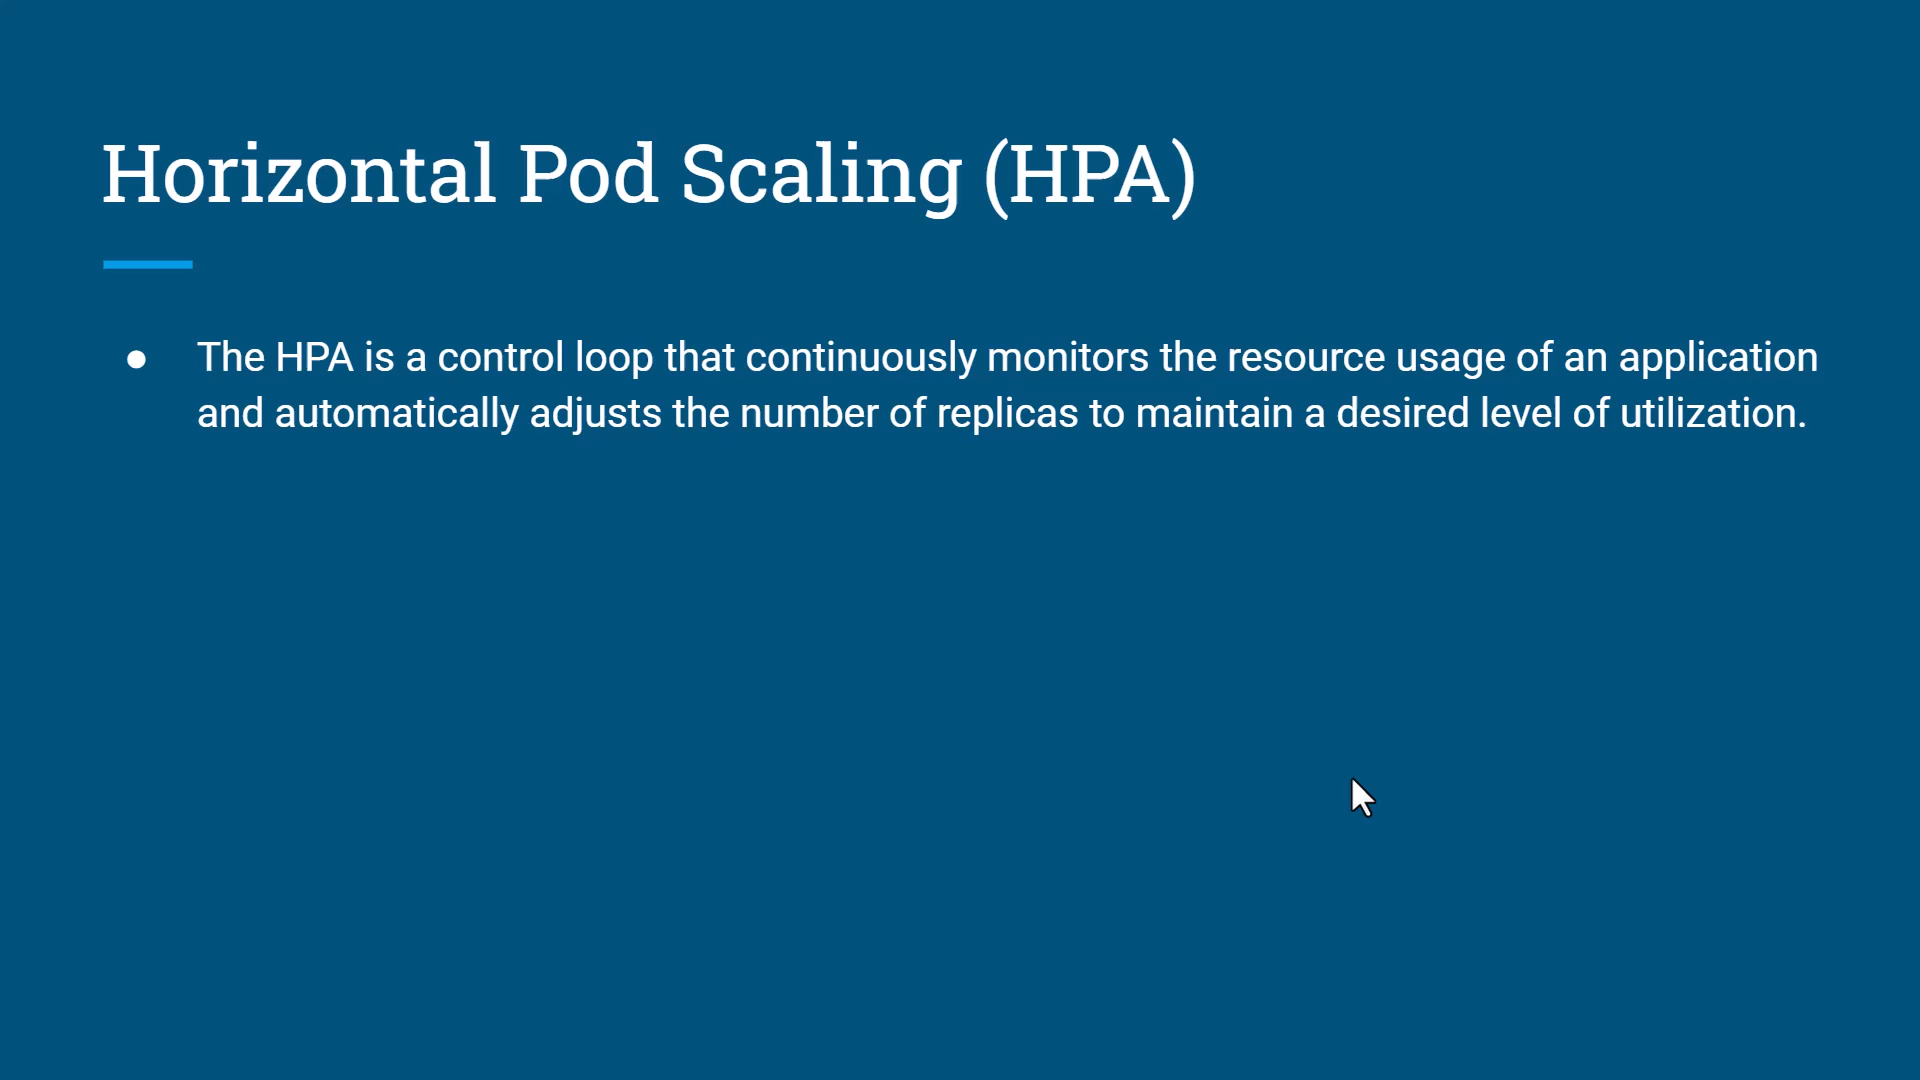 Horizontal Pod Scaling (HPA)
● The HPA is a control loop that continuously monitors the resource usage of an application
and automatically adjusts the number of replicas to maintain a desired level of utilization.